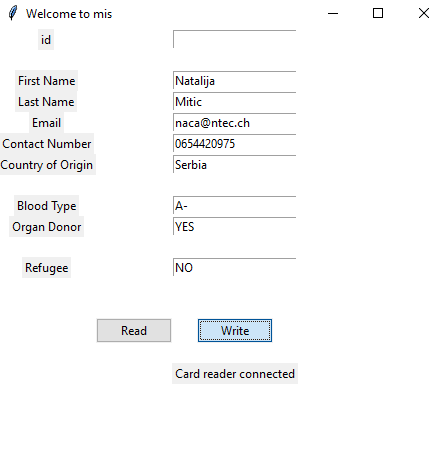 Welcome to mis
id
First Name Natalija
Last Name Mitic
Email naca@ntec.ch
Contact Number 0654420975
Country of Origin Serbia
Blood Type A-
Organ Donor YES
Refugee NO
Read Write
Card reader connected